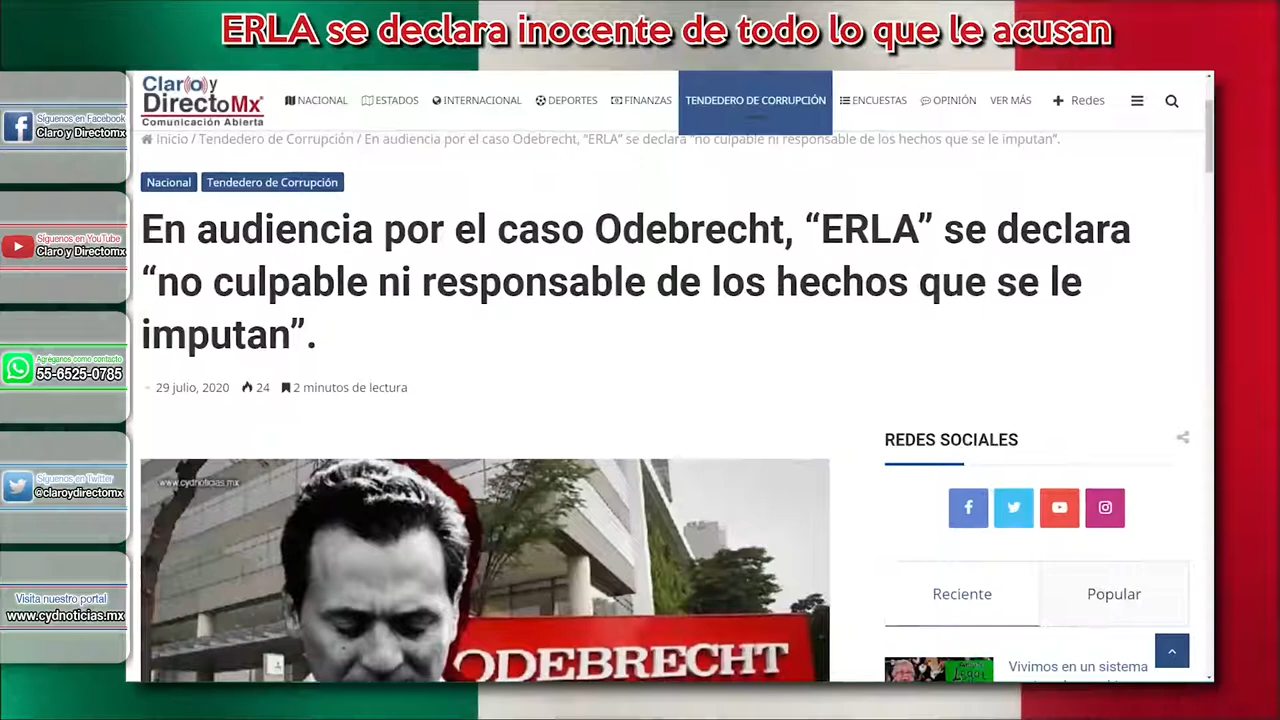 ERLA se declara inocente de todo lo que le acusan
Síguenos en Facebook
Claro y Directomx
Síguenos en YouTube
Claro y Directomx
Agréganos como contacto
55-6525-0785
Síguenos en Twitter
@claroydirectomx
Visita nuestro portal
www.cydnoticias.mx
Claro y
DirectoMx
Comunicación Abierta
NACIONAL ESTADOS INTERNACIONAL DEPORTES FINANZAS TENDEDERO DE CORRUPCIÓN ENCUESTAS OPINIÓN VER MÁS Redes
Inicio / Tendedero de Corrupción / En audiencia por el caso Odebrecht, “ERLA” se declara “no culpable ni responsable de los hechos que se le imputan”.
Nacional Tendedero de Corrupción
En audiencia por el caso Odebrecht, “ERLA” se declara
“no culpable ni responsable de los hechos que se le
imputan”.
29 julio, 2020 24 2 minutos de lectura
www.cydnoticias.mx
ODEBRECHT
REDES SOCIALES
Reciente Popular
Vivimos en un sistema